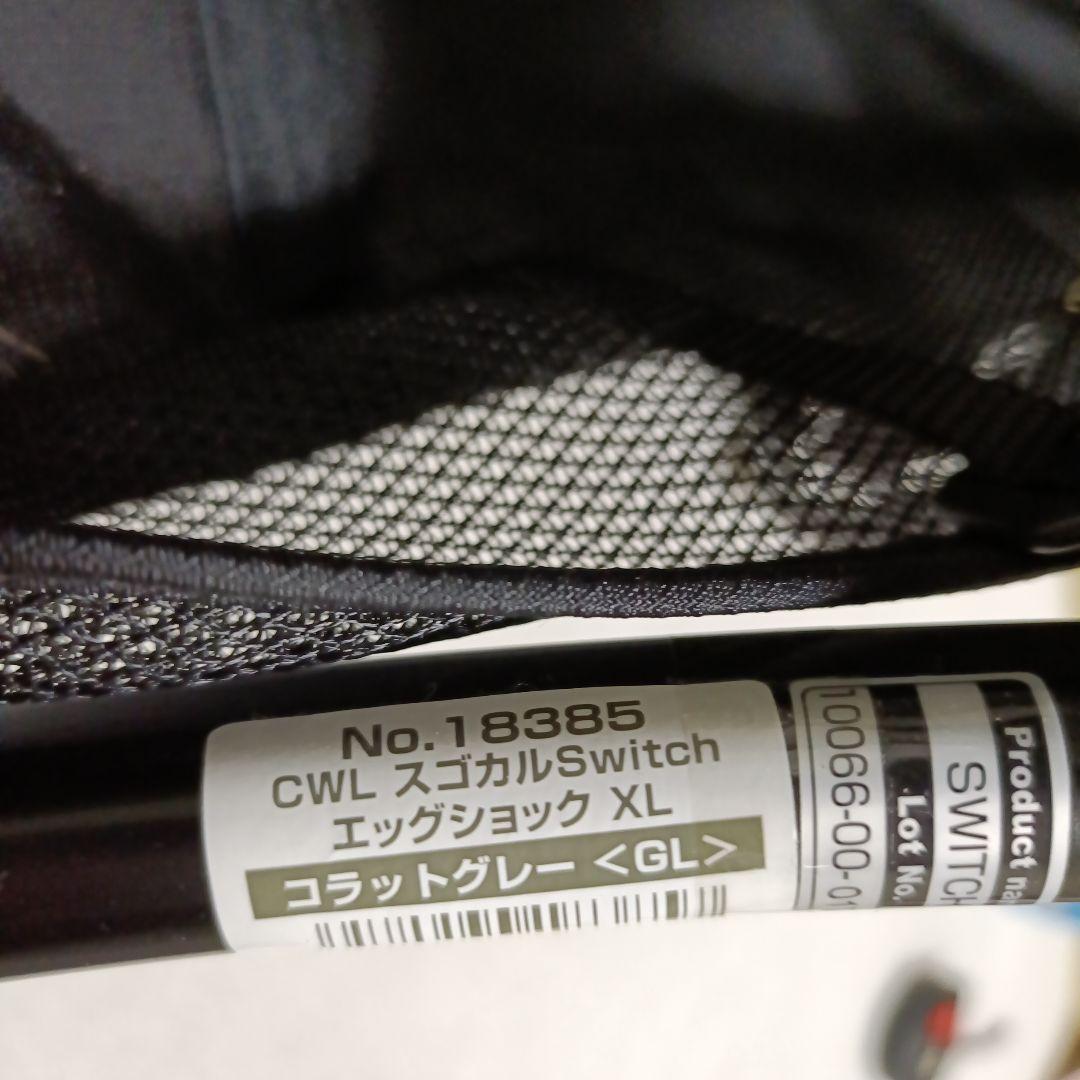 No.18385
CWL スゴカルSwitch
エッグショック XL
コラットグレー <GL>
Product na
SWITCH
Lot No.
10066-00-01